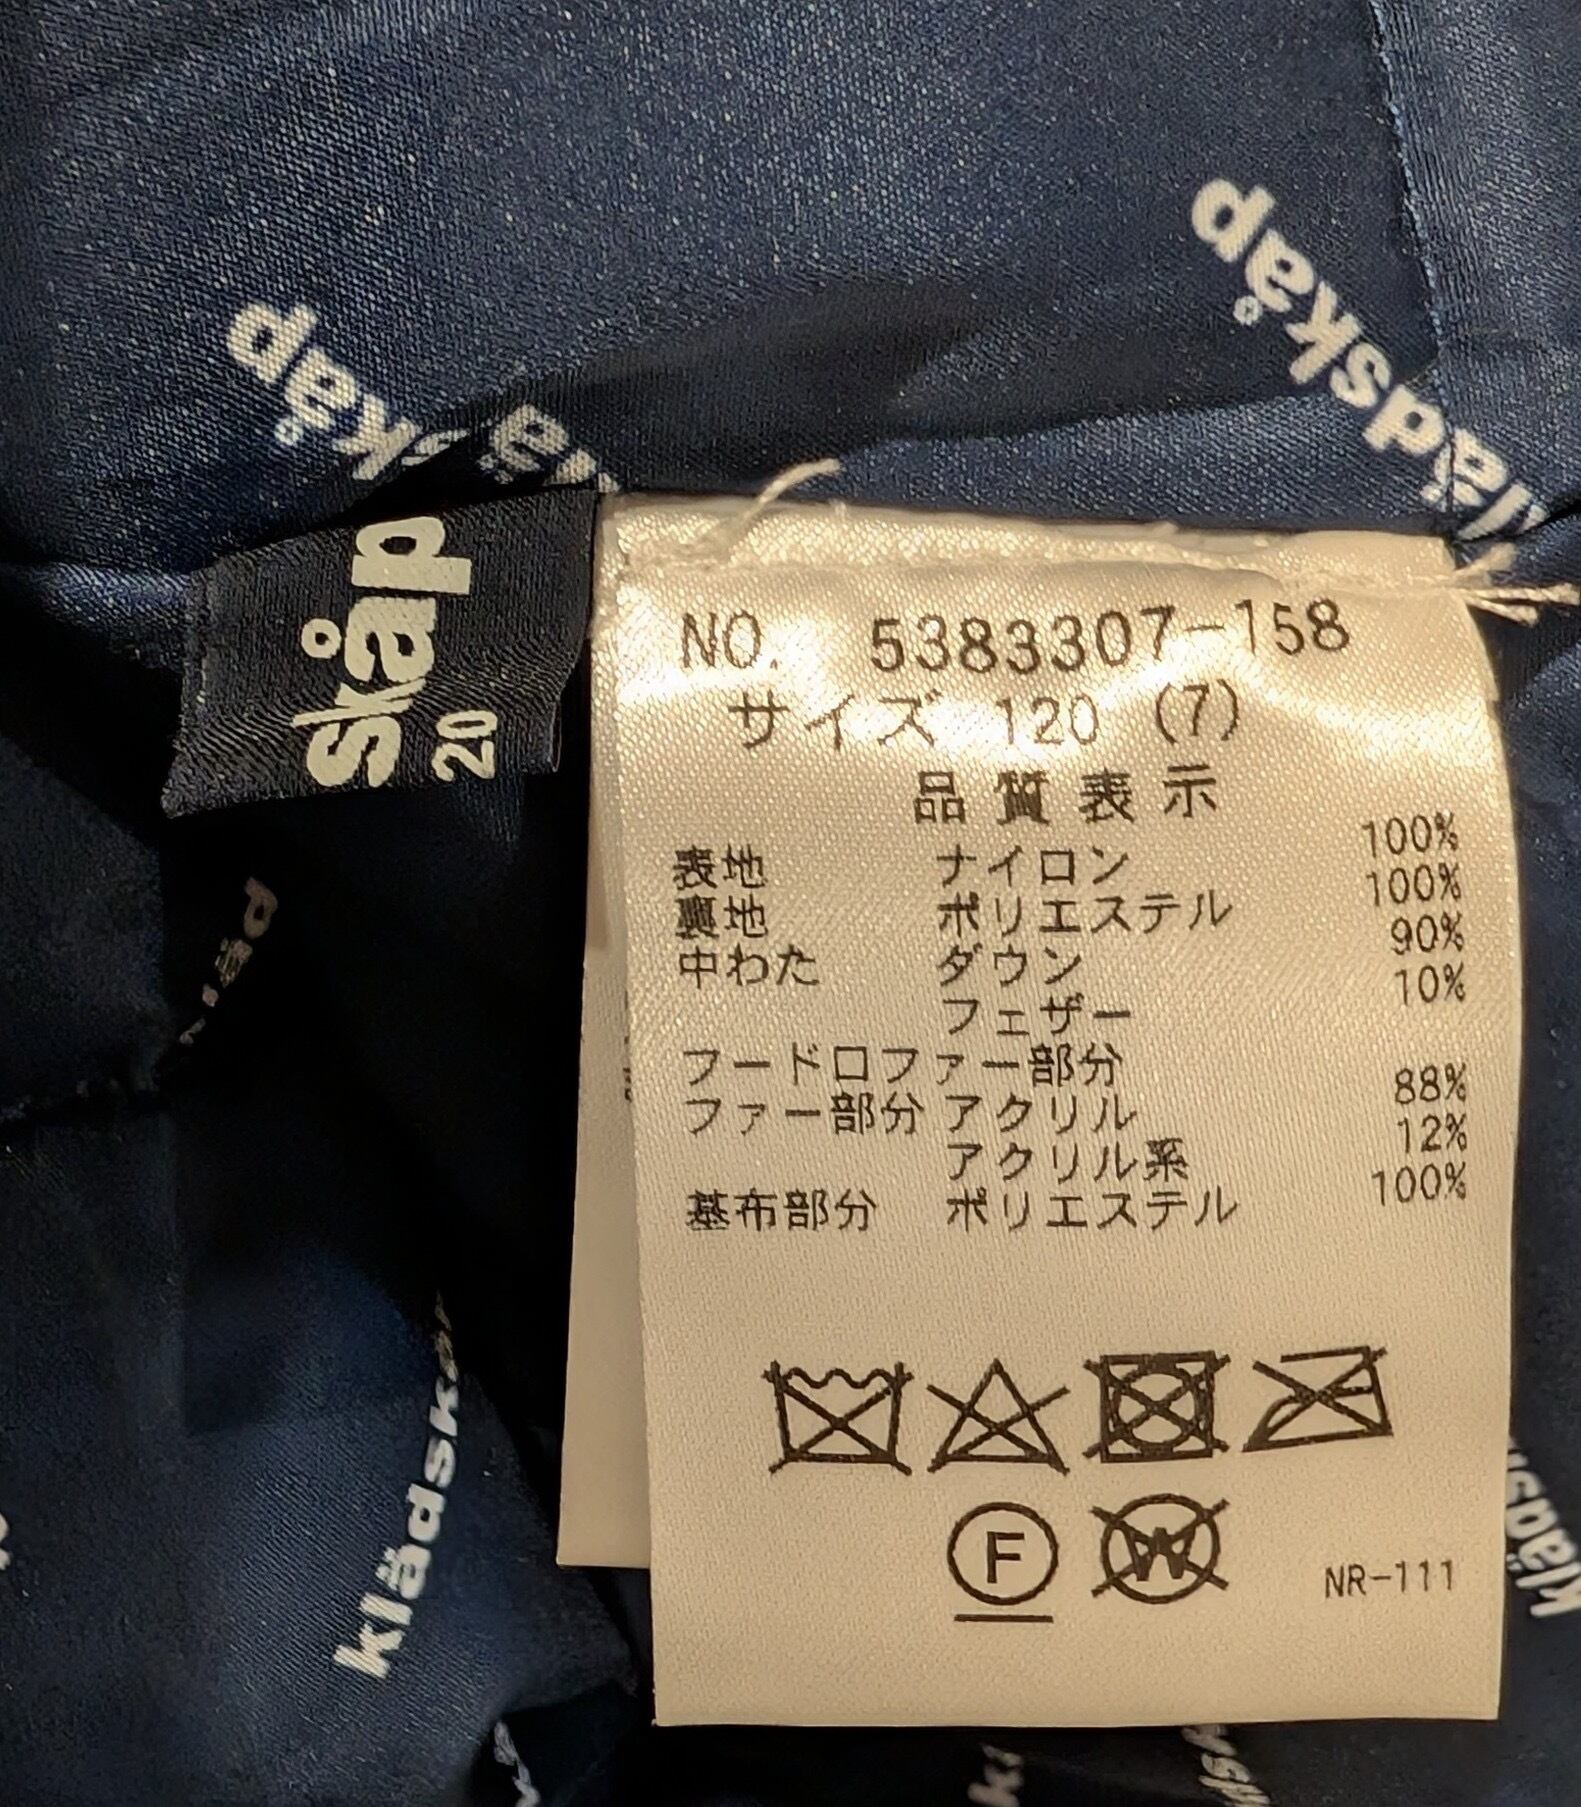 klädskåp
skåp
20
NO. 5383307-158
サイズ 120 (7)
品質表示
表地 ナイロン 100%
裏地 ポリエステル 100%
中わた ダウン 90%
フェザー 10%
フード口ファー部分
ファー部分 アクリル 88%
アクリル系 12%
基布部分 ポリエステル 100%
F
W
NR-111
klädsk
kläds